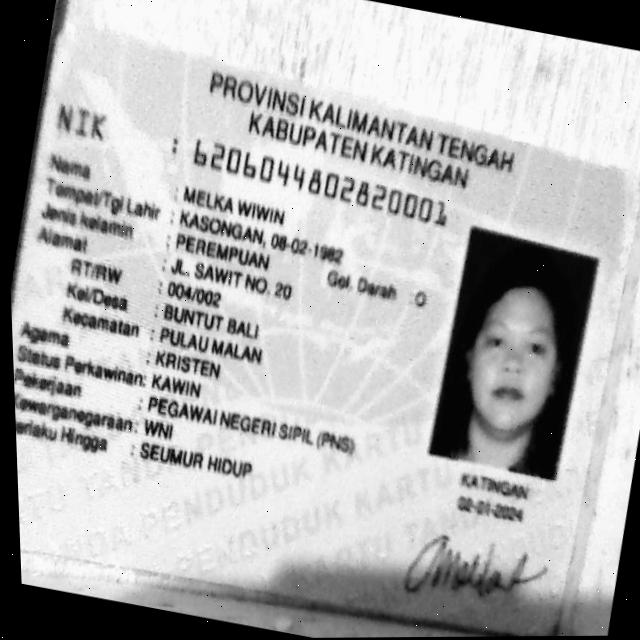 PROVINSI KALIMANTAN TENGAH
KABUPATEN KATINGAN
NIK : 6206044802820001
Nama : MELKA WIWIN
Tempat/Tgl Lahir : KASONGAN, 08-02-1982
Jenis kelamin : PEREMPUAN Gol. Darah : O
Alamat : JL. SAWIT NO. 20
RT/RW : 004/002
Kel/Desa : BUNTUT BALI
Kecamatan : PULAU MALAN
Agama : KRISTEN
Status Perkawinan: KAWIN
Pekerjaan : PEGAWAI NEGERI SIPIL (PNS)
Kewarganegaraan: WNI
erlaku Hingga : SEUMUR HIDUP
KATINGAN
02-01-2024